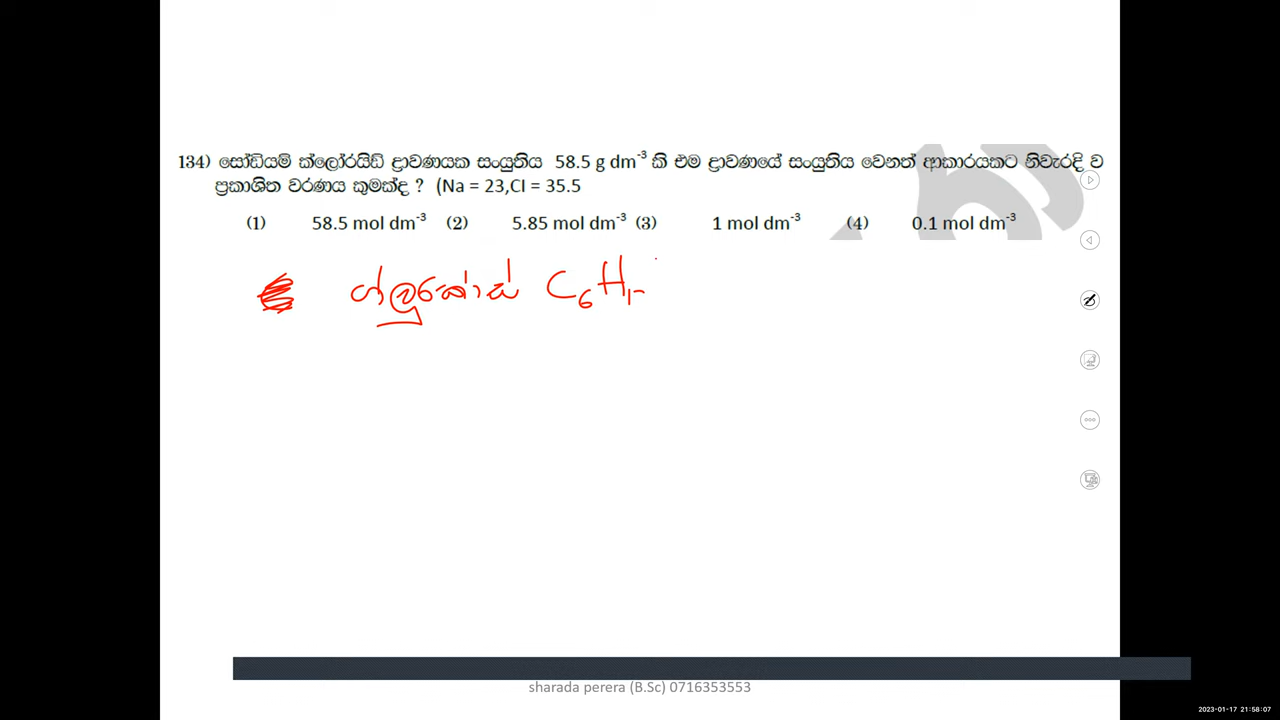 134) සෝඩියම් ක්ලෝරයිඩ් ද්‍රාවණයක සංයුතිය 58.5 g dm⁻³ කි එම ද්‍රාවණයේ සංයුතිය වෙනත් ආකාරයකට නිවැරදි ව
ප්‍රකාශිත වරණය කුමක්ද ? (Na = 23,Cl = 35.5
(1) 58.5 mol dm⁻³ (2) 5.85 mol dm⁻³ (3) 1 mol dm⁻³ (4) 0.1 mol dm⁻³
ග්ලුකෝස් C₆H₁
sharada perera (B.Sc) 0716353553
2023-01-17 21:58:07